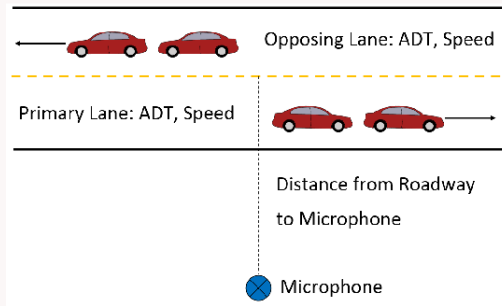 Opposing Lane: ADT, Speed
Primary Lane: ADT, Speed
Distance from Roadway
to Microphone
Microphone